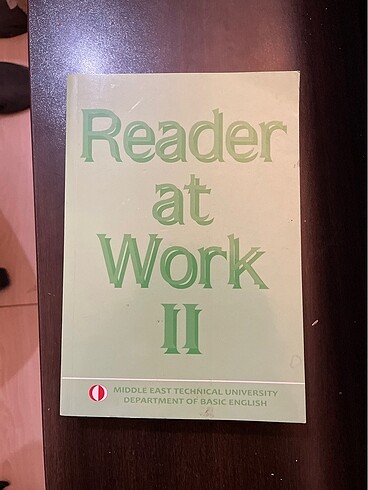 Reader
at
Work
II
MIDDLE EAST TECHNICAL UNIVERSITY
DEPARTMENT OF BASIC ENGLISH